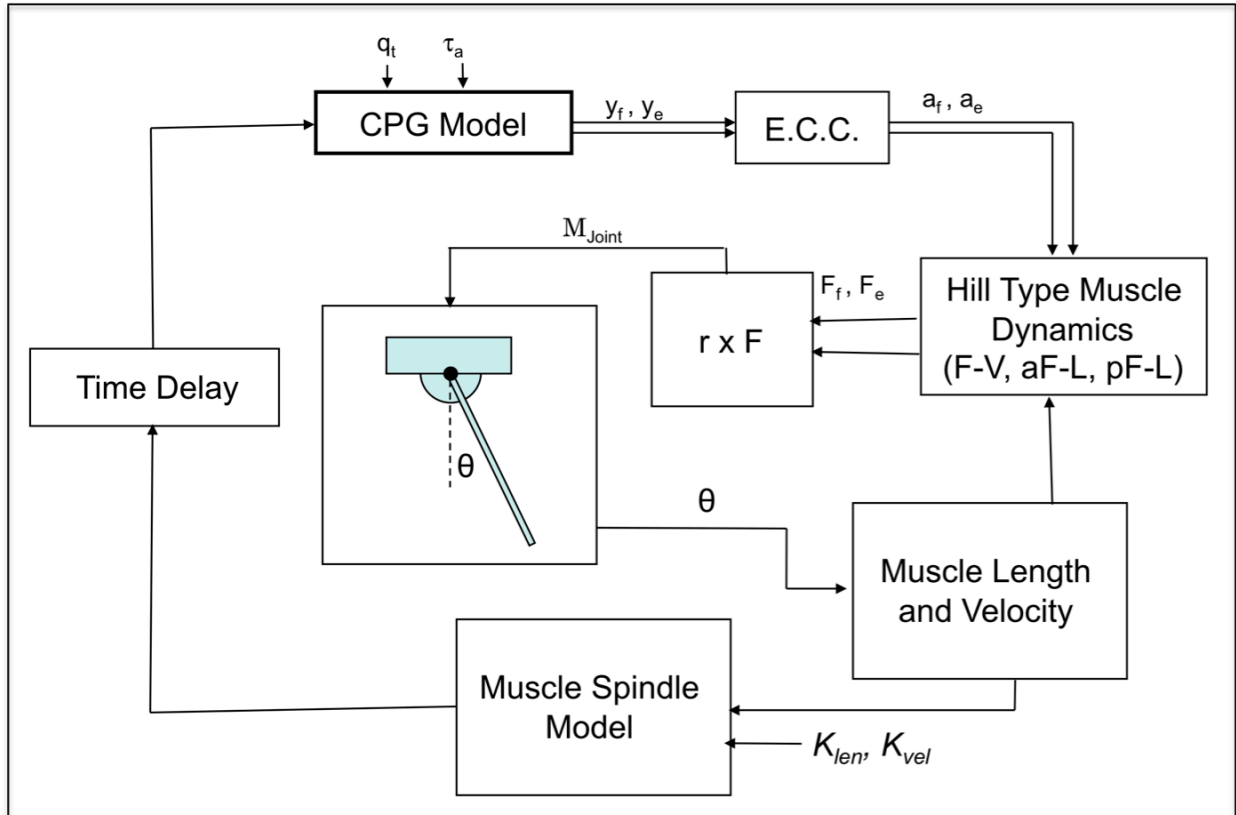 q_t
τ_a
CPG Model
y_f , y_e
E.C.C.
a_f , a_e
M_Joint
F_f , F_e
r x F
Hill Type Muscle
Dynamics
(F-V, aF-L, pF-L)
Time Delay
θ
θ
Muscle Length
and Velocity
Muscle Spindle
Model
K_len, K_vel